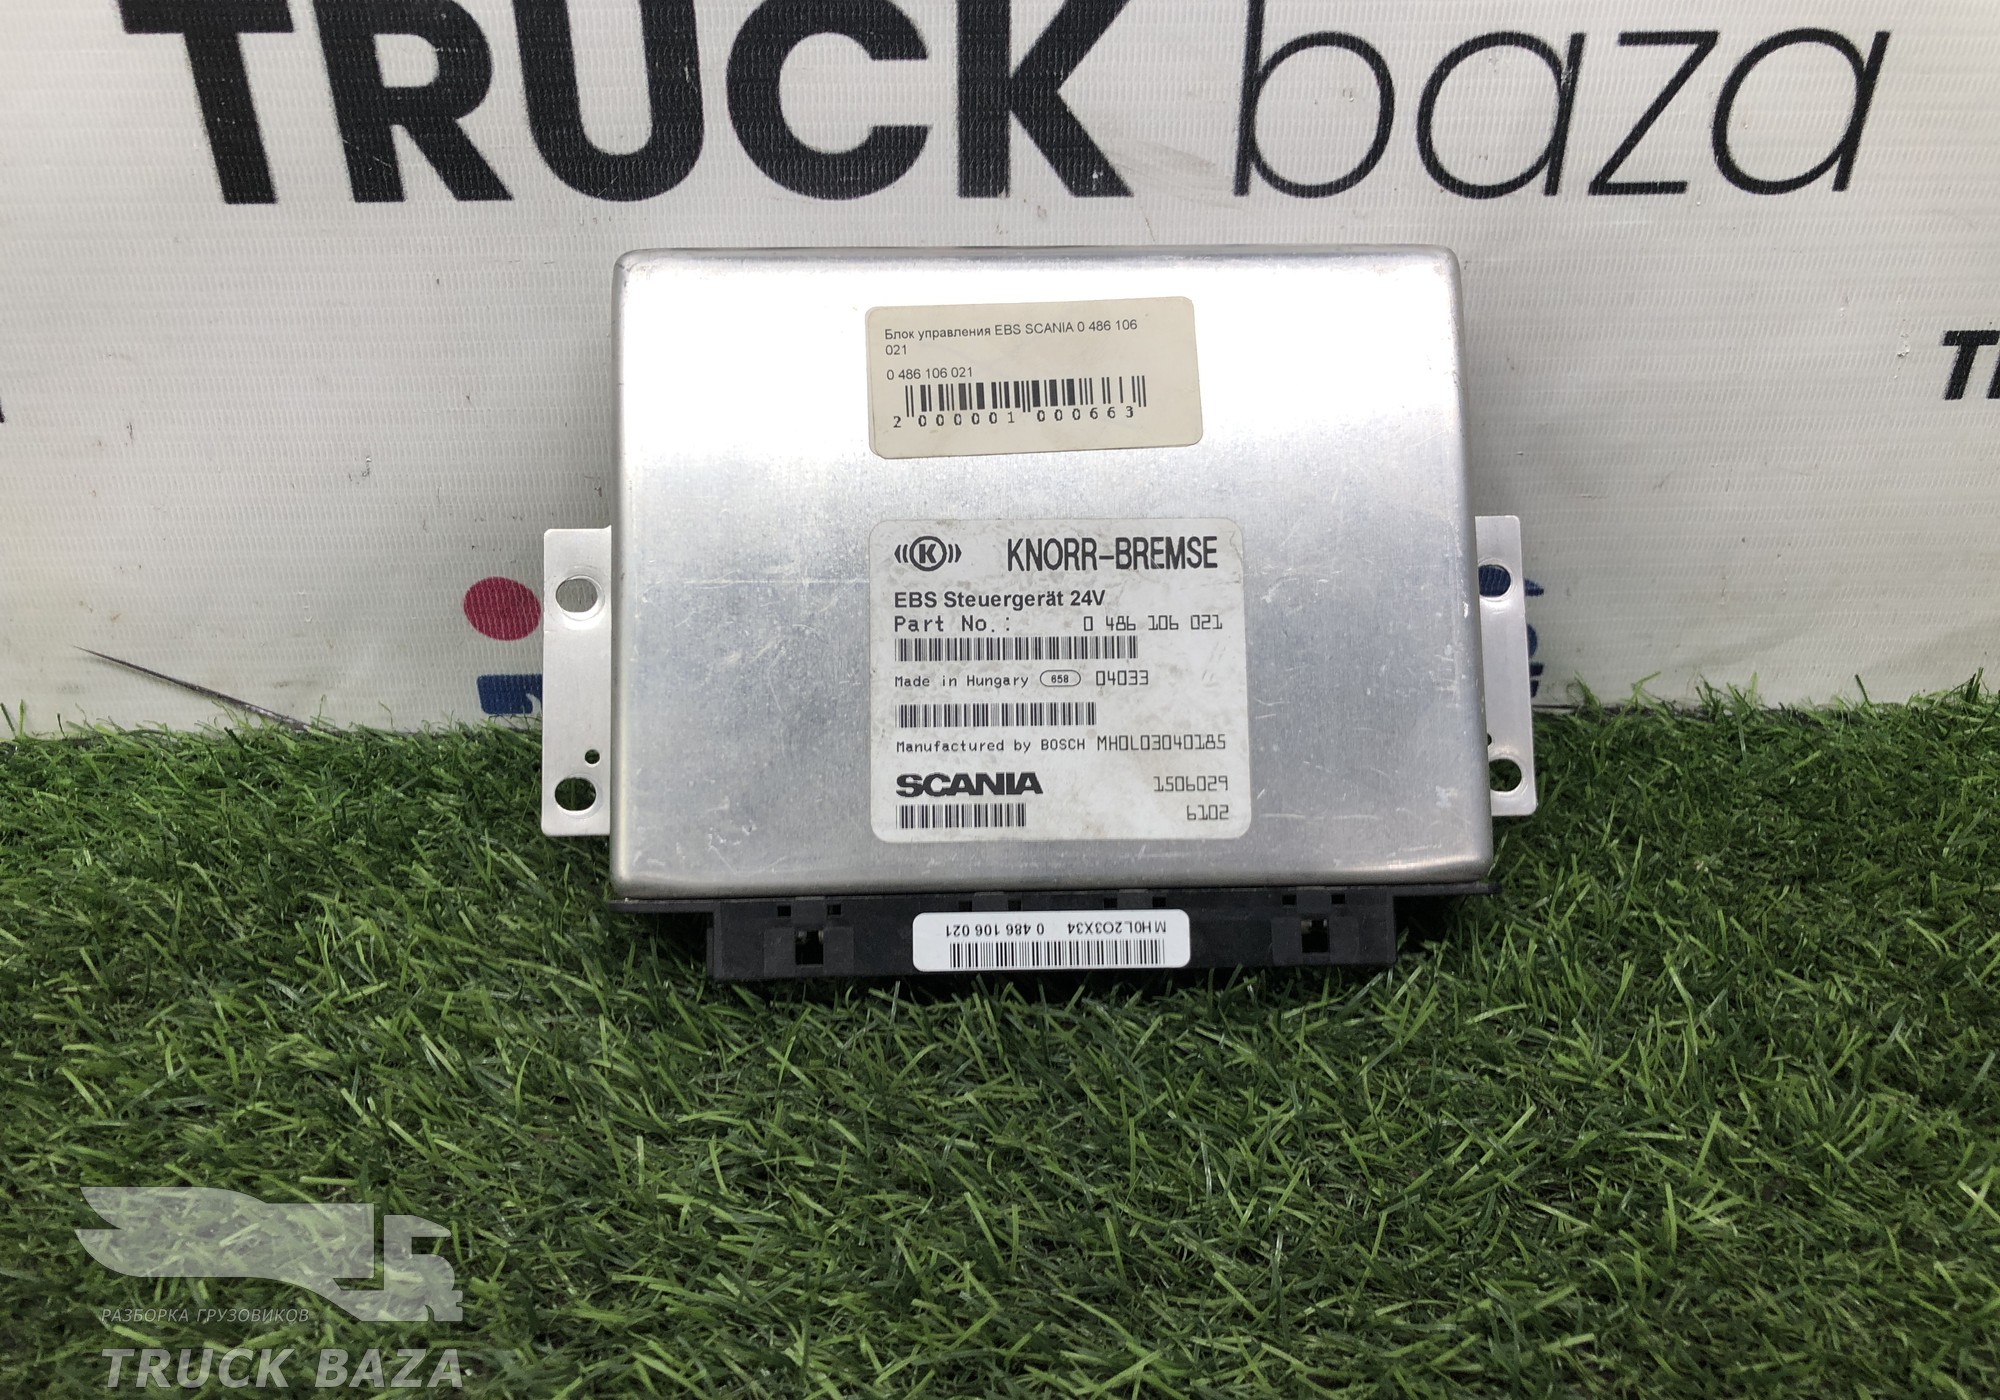 TRUCK baza
Блок управления EBS SCANIA 0 486 106
021
0 486 106 021
2 000001 000663
K KNORR-BREMSE
EBS Steuergerät 24V
Part No.: 0 486 106 021
Made in Hungary 658 04033
Manufactured by BOSCH MH0L03040185
SCANIA 1506029
6102
MH0L2O3X34 0 486 106 021
РАЗБОРКА ГРУЗОВИКОВ
TRUCK BAZA